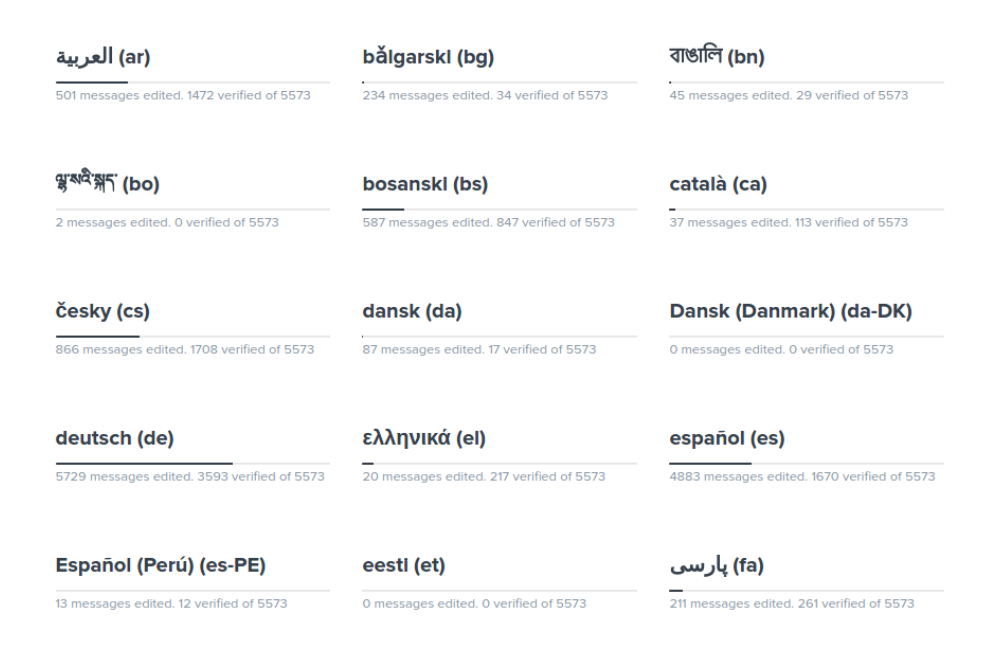 العربية (ar)
501 messages edited. 1472 verified of 5573
bǎlgarski (bg)
234 messages edited. 34 verified of 5573
বাঙালি (bn)
45 messages edited. 29 verified of 5573
ལྷ་སའི་སྐད་ (bo)
2 messages edited. 0 verified of 5573
bosanski (bs)
587 messages edited. 847 verified of 5573
català (ca)
37 messages edited. 113 verified of 5573
česky (cs)
866 messages edited. 1708 verified of 5573
dansk (da)
87 messages edited. 17 verified of 5573
Dansk (Danmark) (da-DK)
0 messages edited. 0 verified of 5573
deutsch (de)
5729 messages edited. 3593 verified of 5573
ελληνικά (el)
20 messages edited. 217 verified of 5573
español (es)
4883 messages edited. 1670 verified of 5573
Español (Perú) (es-PE)
13 messages edited. 12 verified of 5573
eesti (et)
0 messages edited. 0 verified of 5573
پارسی (fa)
211 messages edited. 261 verified of 5573